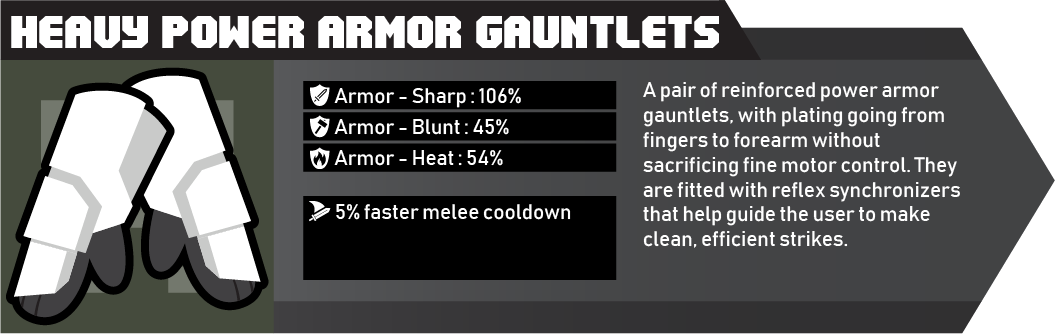 HEAVY POWER ARMOR GAUNTLETS
Armor - Sharp : 106%
Armor - Blunt : 45%
Armor - Heat : 54%
5% faster melee cooldown
A pair of reinforced power armor
gauntlets, with plating going from
fingers to forearm without
sacrificing fine motor control. They
are fitted with reflex synchronizers
that help guide the user to make
clean, efficient strikes.